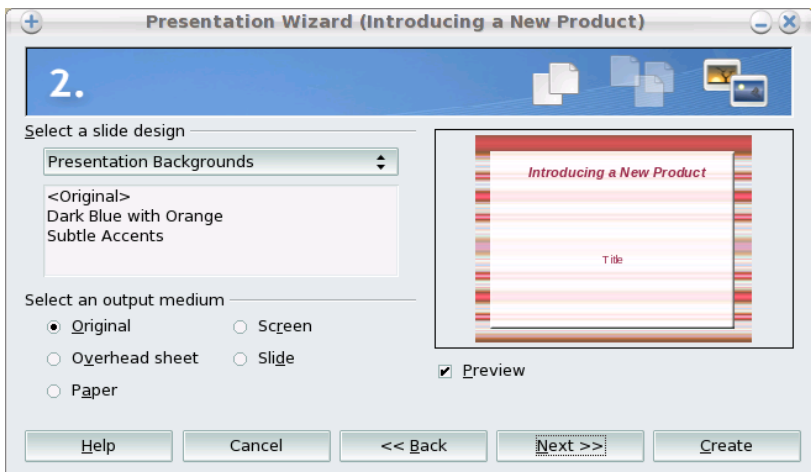 Presentation Wizard (Introducing a New Product)
2.
Select a slide design
Presentation Backgrounds
<Original>
Dark Blue with Orange
Subtle Accents
Introducing a New Product
Title
Select an output medium
Original
Screen
Overhead sheet
Slide
Paper
Preview
Help
Cancel
<< Back
Next >>
Create